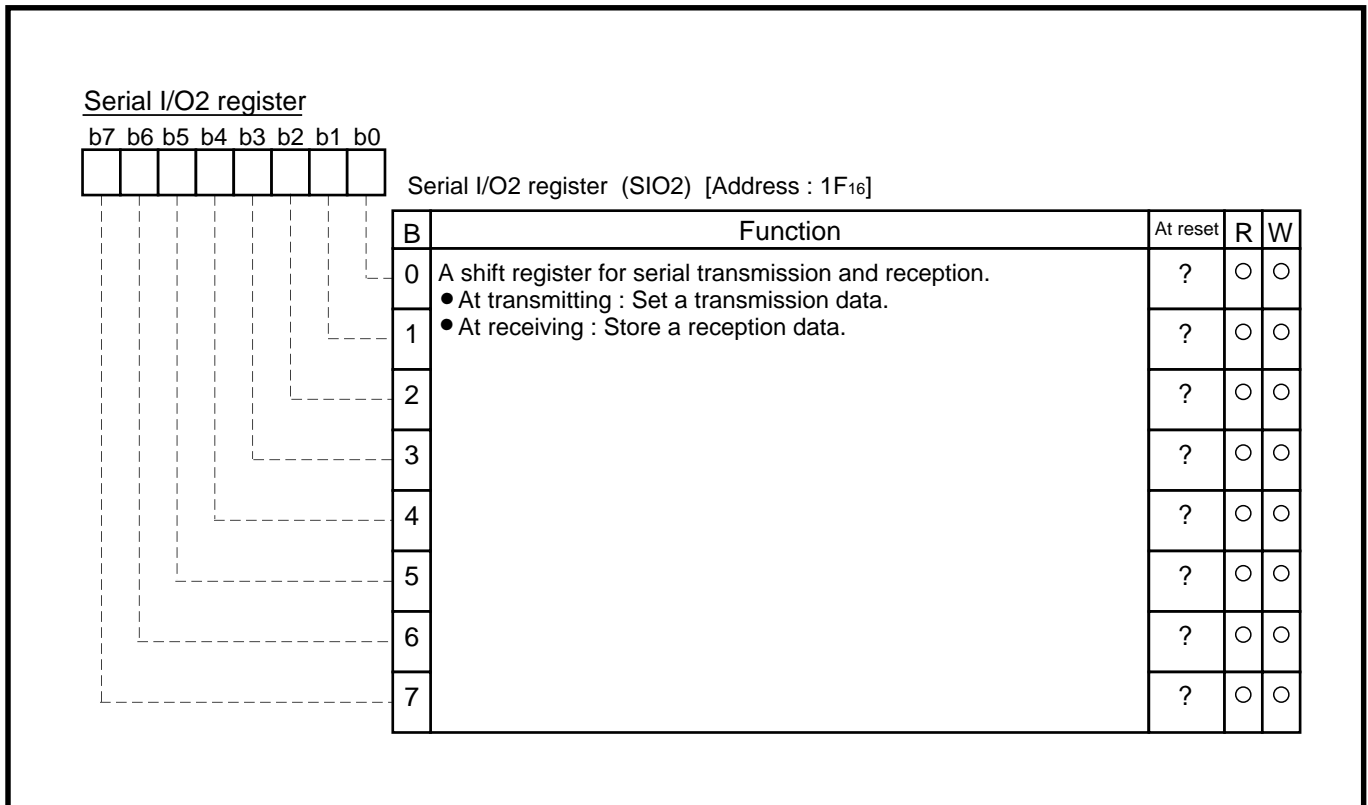 Serial I/O2 register
b7 b6 b5 b4 b3 b2 b1 b0
Serial I/O2 register (SIO2) [Address : 1F₁₆]
B Function At reset R W
0 A shift register for serial transmission and reception. ? ○ ○
● At transmitting : Set a transmission data.
● At receiving : Store a reception data.
1 ? ○ ○
2 ? ○ ○
3 ? ○ ○
4 ? ○ ○
5 ? ○ ○
6 ? ○ ○
7 ? ○ ○